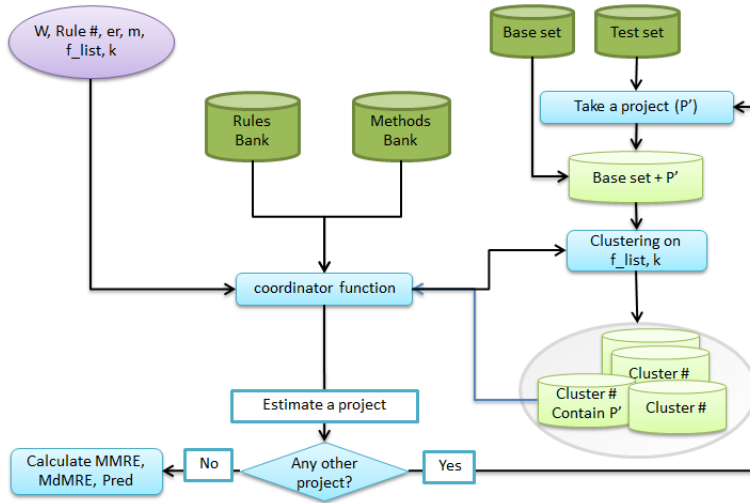 W, Rule #, er, m,
f_list, k
Base set
Test set
Take a project (P')
Rules
Bank
Methods
Bank
Base set + P'
Clustering on
f_list, k
coordinator function
Cluster #
Cluster #
Contain P'
Cluster #
Estimate a project
Calculate MMRE,
MdMRE, Pred
No
Any other
project?
Yes